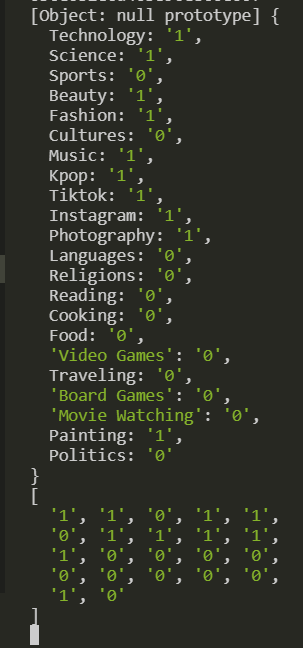 [Object: null prototype] {
Technology: '1',
Science: '1',
Sports: '0',
Beauty: '1',
Fashion: '1',
Cultures: '0',
Music: '1',
Kpop: '1',
Tiktok: '1',
Instagram: '1',
Photography: '1',
Languages: '0',
Religions: '0',
Reading: '0',
Cooking: '0',
Food: '0',
'Video Games': '0',
Traveling: '0',
'Board Games': '0',
'Movie Watching': '0',
Painting: '1',
Politics: '0'
}
[
'1', '1', '0', '1', '1',
'0', '1', '1', '1', '1',
'1', '0', '0', '0', '0',
'0', '0', '0', '0', '0',
'1', '0'
]